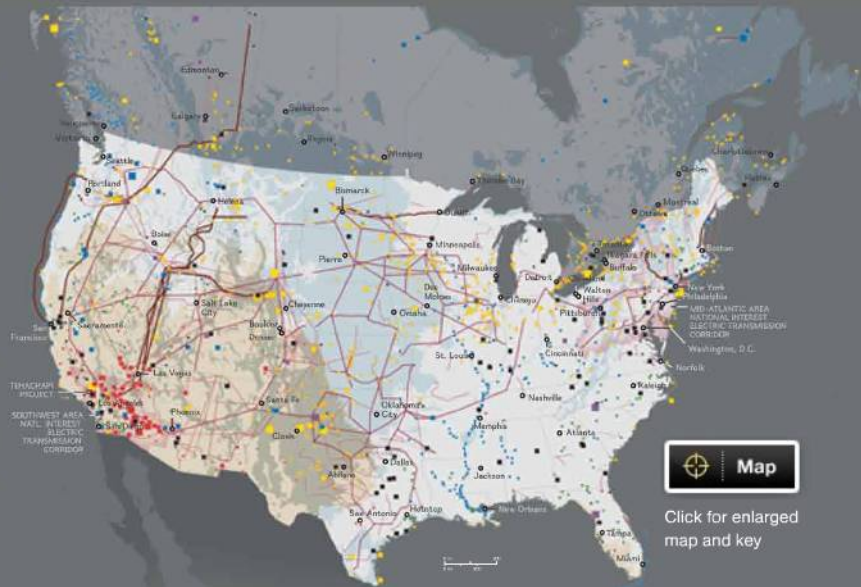 Edmonton
Calgary
Saskatoon
Regina
Winnipeg
Vancouver
Victoria
Seattle
Portland
Helena
Bismarck
Thunder Bay
Duluth
Quebec
Charlottetown
Halifax
Montreal
Ottawa
Boise
Pierre
Minneapolis
Milwaukee
Detroit
Toronto
Niagara Falls
Buffalo
Boston
Walton
Hills
Chicago
Pittsburgh
New York
Philadelphia
MID-ATLANTIC AREA
NATIONAL INTEREST
ELECTRIC TRANSMISSION
CORRIDOR
Washington, D.C.
Norfolk
Salt Lake
City
Cheyenne
Boulder
Denver
Des
Moines
Omaha
San
Francisco
Sacramento
St. Louis
Cincinnati
Las Vegas
TEHACHAPI
PROJECT
Los Angeles
SOUTHWEST AREA
NATL. INTEREST
ELECTRIC
TRANSMISSION
CORRIDOR
San Diego
Phoenix
Santa Fe
Clovis
Oklahoma
City
Nashville
Raleigh
Memphis
Atlanta
Dallas
Abilene
Jackson
San Antonio
Houston
New Orleans
Tampa
Miami
Map
Click for enlarged
map and key